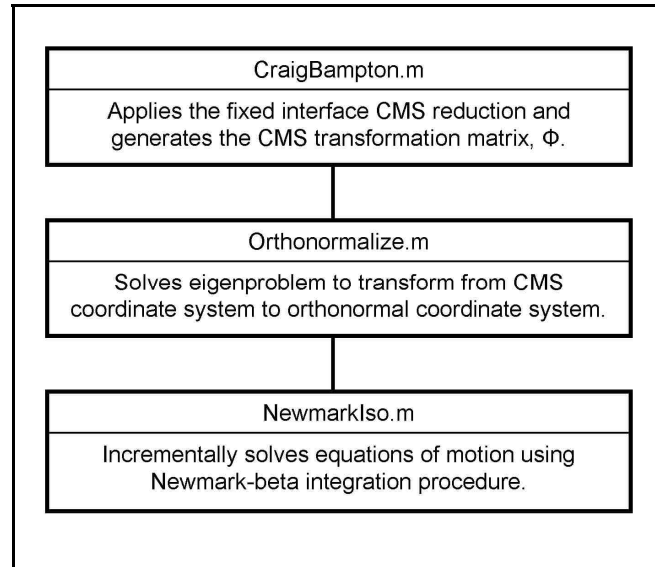 CraigBampton.m
Applies the fixed interface CMS reduction and
generates the CMS transformation matrix, Φ.
Orthonormalize.m
Solves eigenproblem to transform from CMS
coordinate system to orthonormal coordinate system.
NewmarkIso.m
Incrementally solves equations of motion using
Newmark-beta integration procedure.